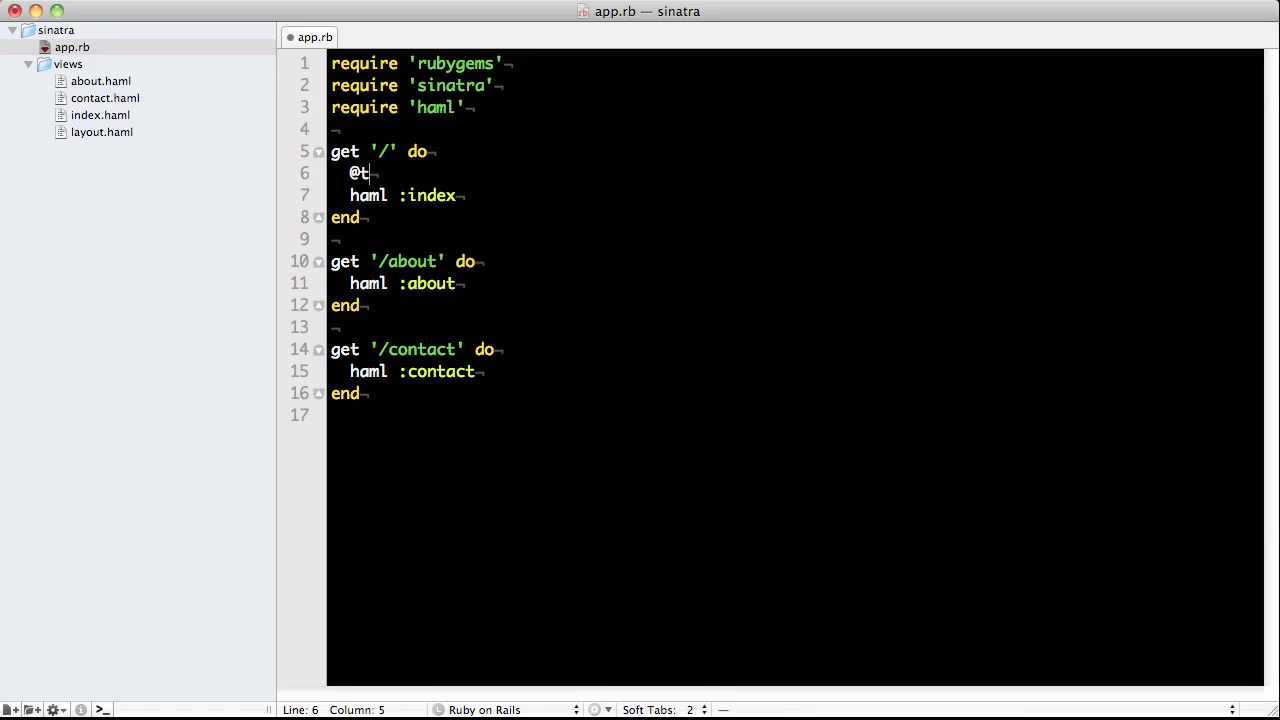 app.rb — sinatra
sinatra
app.rb
views
about.haml
contact.haml
index.haml
layout.haml
app.rb
1 require 'rubygems'¬
2 require 'sinatra'¬
3 require 'haml'¬
4 ¬
5 get '/' do¬
6 @t¬
7 haml :index¬
8 end¬
9 ¬
10 get '/about' do¬
11 haml :about¬
12 end¬
13 ¬
14 get '/contact' do¬
15 haml :contact¬
16 end¬
17
Line: 6 Column: 5 L Ruby on Rails Soft Tabs: 2 —